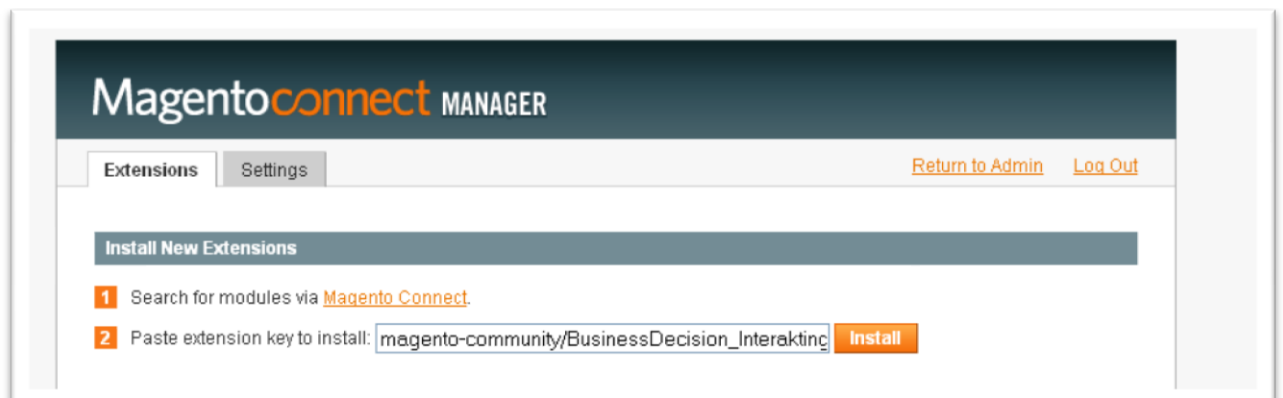 Magentoconnect MANAGER
Extensions Settings Return to Admin Log Out
Install New Extensions
1 Search for modules via Magento Connect.
2 Paste extension key to install: magento-community/BusinessDecision_Interakting Install